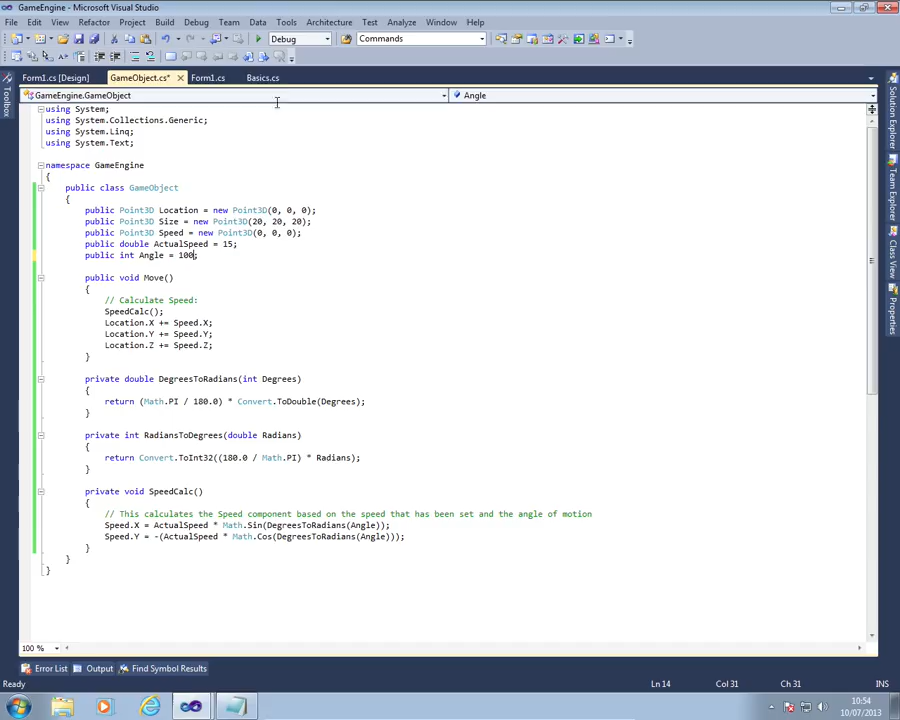 GameEngine - Microsoft Visual Studio
File Edit View Refactor Project Build Debug Team Data Tools Architecture Test Analyze Window Help
Debug Commands
Form1.cs [Design] GameObject.cs* Form1.cs Basics.cs
GameEngine.GameObject Angle
using System;
using System.Collections.Generic;
using System.Linq;
using System.Text;
namespace GameEngine
{
public class GameObject
{
public Point3D Location = new Point3D(0, 0, 0);
public Point3D Size = new Point3D(20, 20, 20);
public Point3D Speed = new Point3D(0, 0, 0);
public double ActualSpeed = 15;
public int Angle = 100;
public void Move()
{
// Calculate Speed:
SpeedCalc();
Location.X += Speed.X;
Location.Y += Speed.Y;
Location.Z += Speed.Z;
}
private double DegreesToRadians(int Degrees)
{
return (Math.PI / 180.0) * Convert.ToDouble(Degrees);
}
private int RadiansToDegrees(double Radians)
{
return Convert.ToInt32((180.0 / Math.PI) * Radians);
}
private void SpeedCalc()
{
// This calculates the Speed component based on the speed that has been set and the angle of motion
Speed.X = ActualSpeed * Math.Sin(DegreesToRadians(Angle));
Speed.Y = -(ActualSpeed * Math.Cos(DegreesToRadians(Angle)));
}
}
}
100 %
Error List Output Find Symbol Results
Ready Ln 14 Col 31 Ch 31 INS
10:54
10/07/2013
Toolbox
Solution Explorer
Team Explorer
Class View
Properties